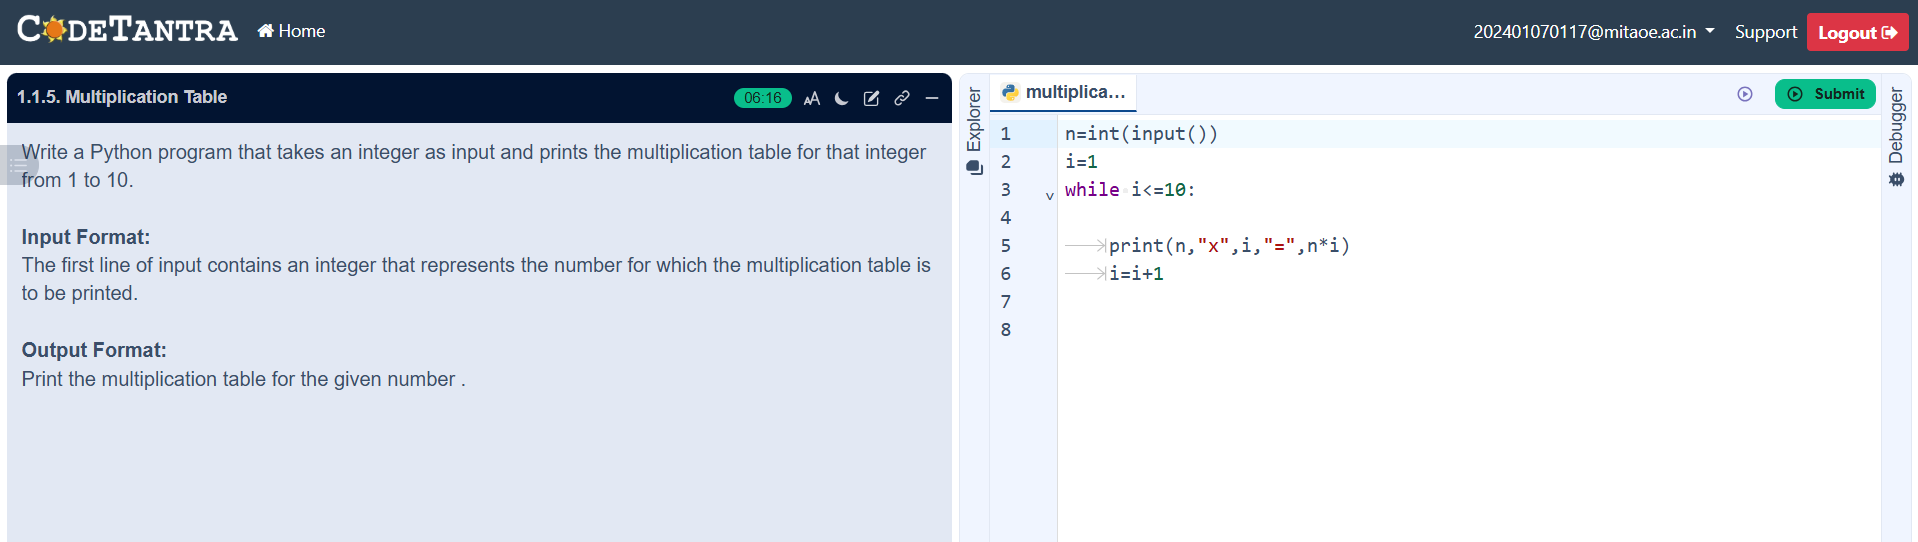 CODETANTRA
Home
202401070117@mitaoe.ac.in
Support
Logout
1.1.5. Multiplication Table
06:16
AA
Write a Python program that takes an integer as input and prints the multiplication table for that integer
from 1 to 10.
Input Format:
The first line of input contains an integer that represents the number for which the multiplication table is
to be printed.
Output Format:
Print the multiplication table for the given number .
Explorer
multiplica...
Submit
Debugger
1 n=int(input())
2 i=1
3 while i<=10:
4
5 print(n,"x",i,"=",n*i)
6 i=i+1
7
8